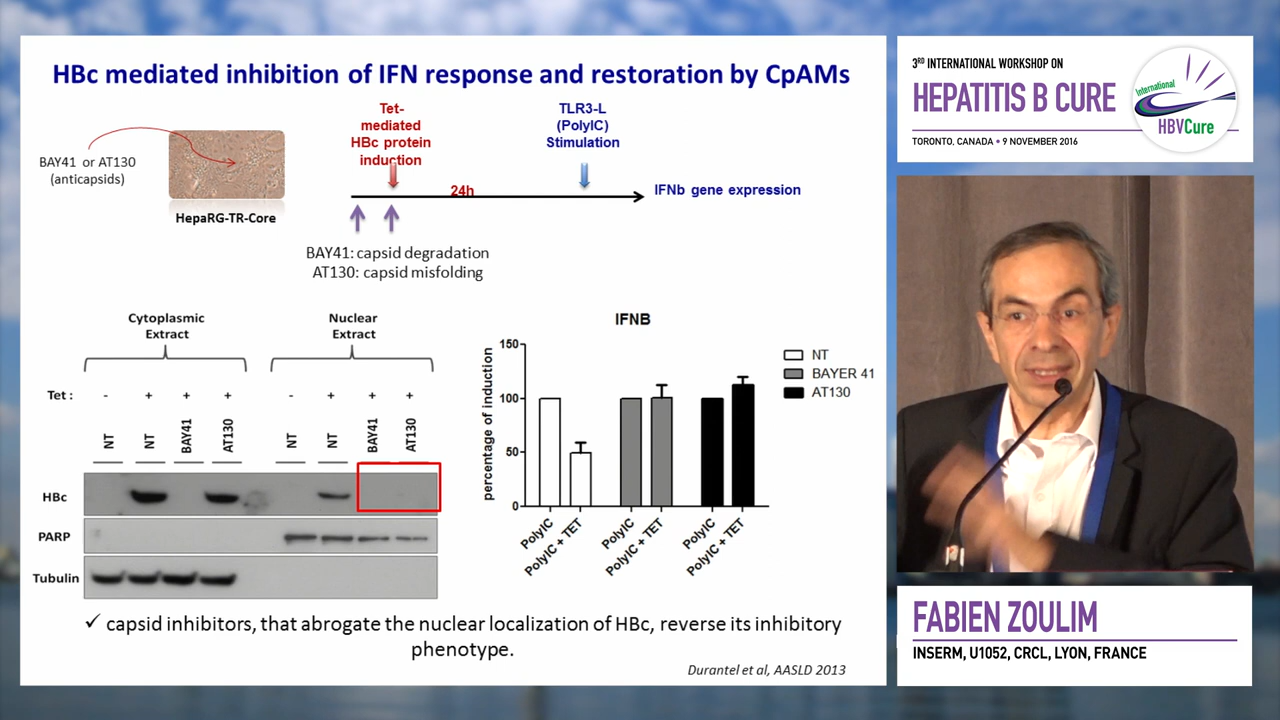 HBc mediated inhibition of IFN response and restoration by CpAMs
BAY41 or AT130
(anticapsids)
HepaRG-TR-Core
Tet-
mediated
HBc protein
induction
TLR3-L
(PolyIC)
Stimulation
24h
IFNb gene expression
BAY41: capsid degradation
AT130: capsid misfolding
Cytoplasmic
Extract
Nuclear
Extract
Tet : - + + + - + + +
NT NT BAY41 AT130 NT NT BAY41 AT130
HBc
PARP
Tubulin
IFNB
percentage of induction
150
100
50
0
PolyIC
PolyIC + TET
PolyIC
PolyIC + TET
PolyIC
PolyIC + TET
NT
BAYER 41
AT130
✓ capsid inhibitors, that abrogate the nuclear localization of HBc, reverse its inhibitory
phenotype.
Durantel et al, AASLD 2013
3RD INTERNATIONAL WORKSHOP ON
HEPATITIS B CURE
TORONTO, CANADA • 9 NOVEMBER 2016
International
HBVCure
FABIEN ZOULIM
INSERM, U1052, CRCL, LYON, FRANCE